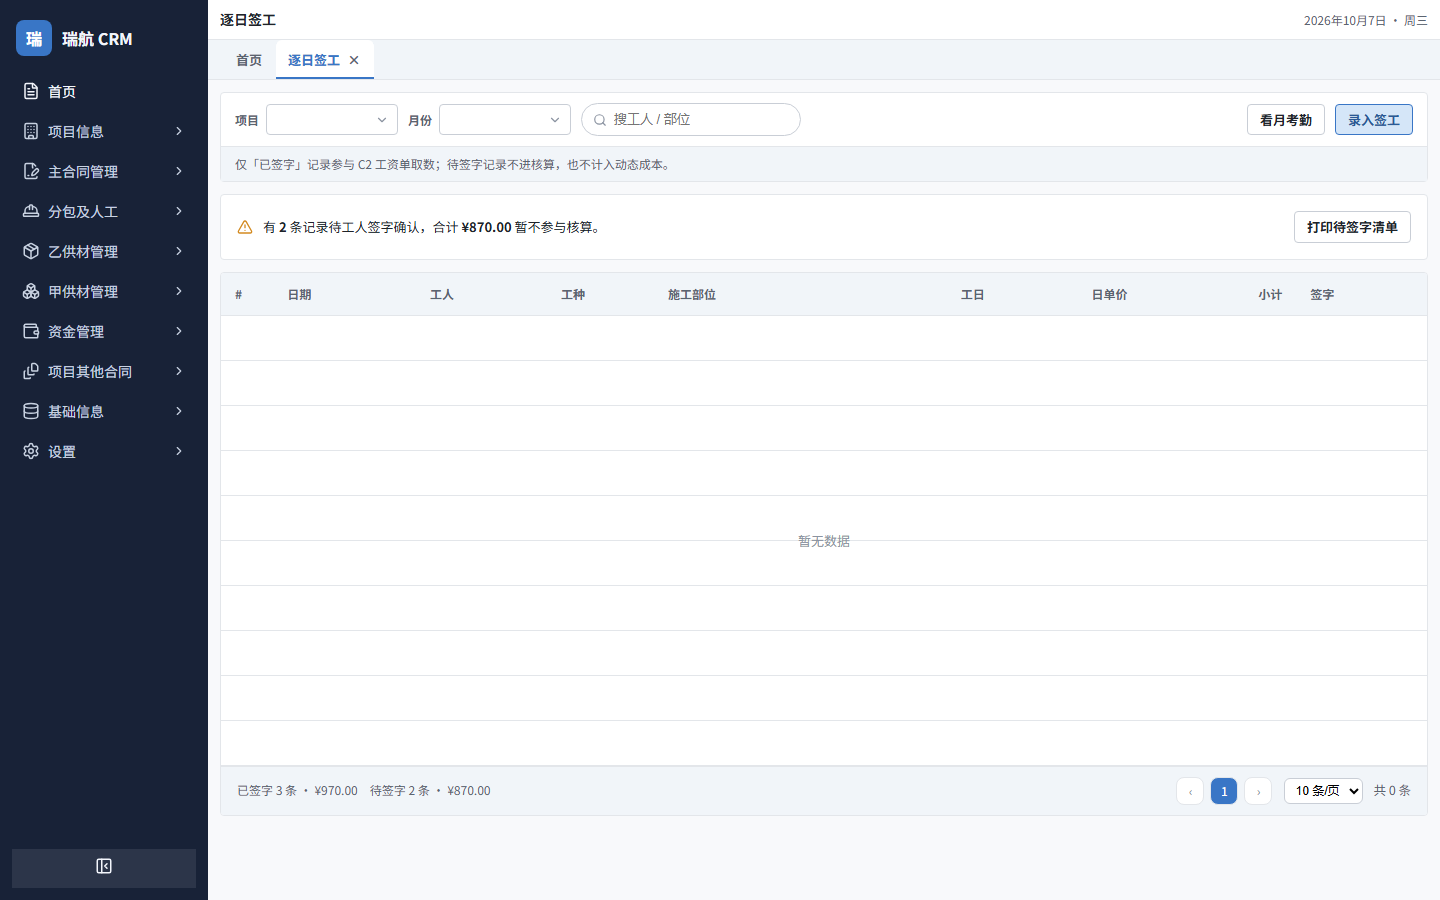 瑞 瑞航 CRM
首页
项目信息
主合同管理
分包及人工
乙供材管理
甲供材管理
资金管理
项目其他合同
基础信息
设置
逐日签工 2026年10月7日 · 周三
首页 逐日签工 ✕
项目 月份 搜工人 / 部位 看月考勤 录入签工
仅「已签字」记录参与 C2 工资单取数；待签字记录不进核算，也不计入动态成本。
有 2 条记录待工人签字确认，合计 ¥870.00 暂不参与核算。 打印待签字清单
# 日期 工人 工种 施工部位 工日 日单价 小计 签字
暂无数据
已签字 3 条 · ¥970.00 待签字 2 条 · ¥870.00 ‹ 1 › 10 条/页 共 0 条